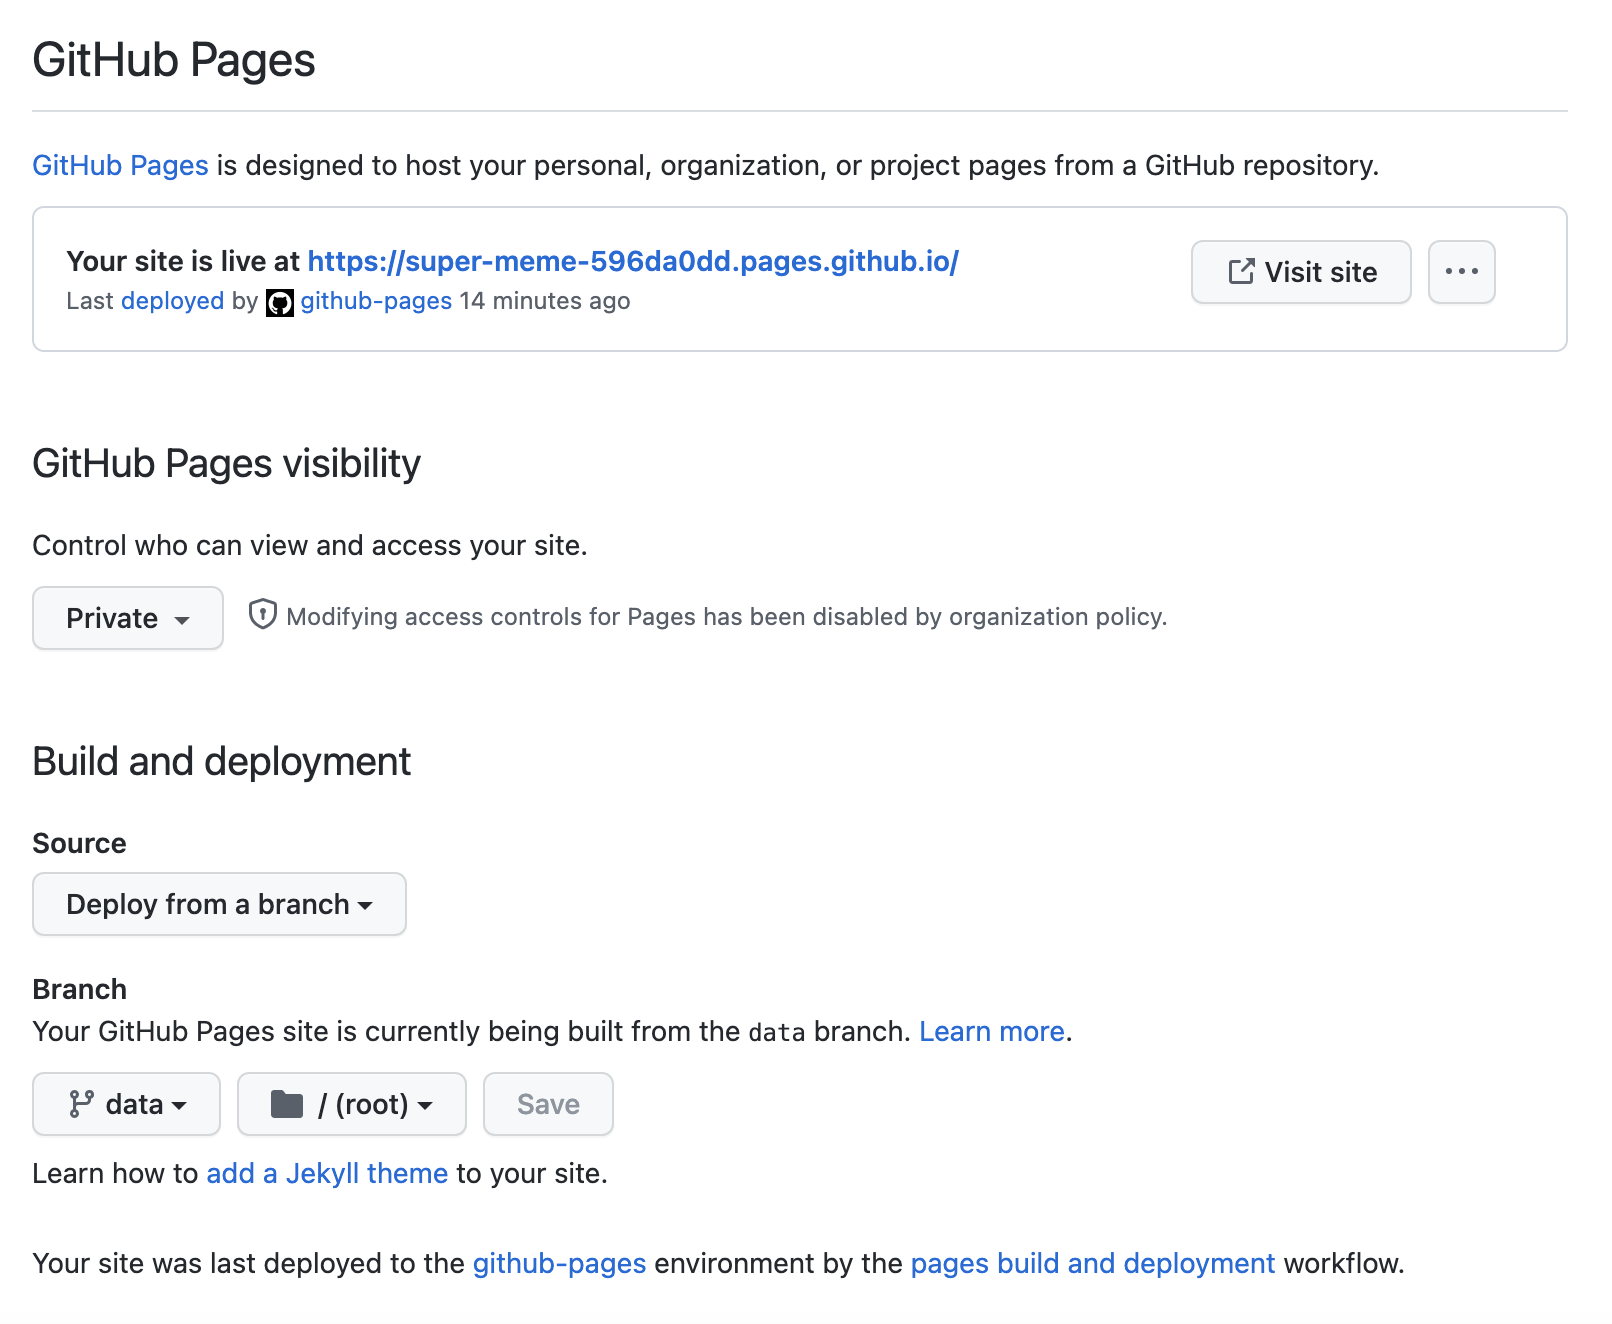 GitHub Pages
GitHub Pages is designed to host your personal, organization, or project pages from a GitHub repository.
Your site is live at https://super-meme-596da0dd.pages.github.io/
Last deployed by github-pages 14 minutes ago
Visit site
GitHub Pages visibility
Control who can view and access your site.
Private
Modifying access controls for Pages has been disabled by organization policy.
Build and deployment
Source
Deploy from a branch
Branch
Your GitHub Pages site is currently being built from the data branch. Learn more.
data / (root) Save
Learn how to add a Jekyll theme to your site.
Your site was last deployed to the github-pages environment by the pages build and deployment workflow.